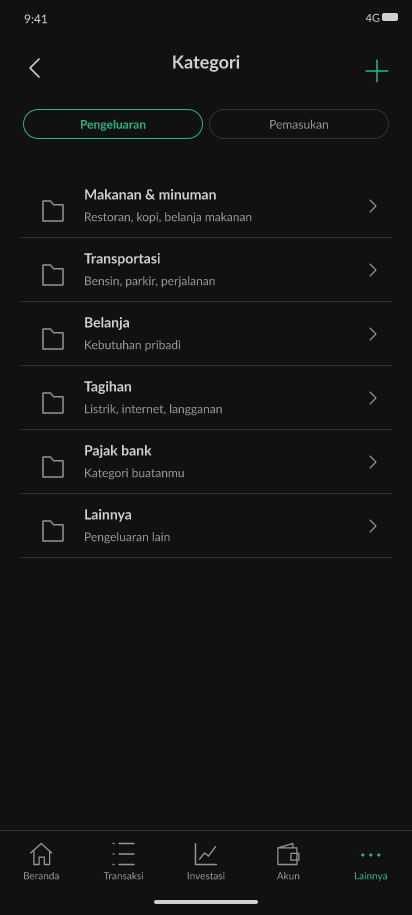 9:41
4G
Kategori
Pengeluaran
Pemasukan
Makanan & minuman
Restoran, kopi, belanja makanan
Transportasi
Bensin, parkir, perjalanan
Belanja
Kebutuhan pribadi
Tagihan
Listrik, internet, langganan
Pajak bank
Kategori buatanmu
Lainnya
Pengeluaran lain
Beranda
Transaksi
Investasi
Akun
Lainnya